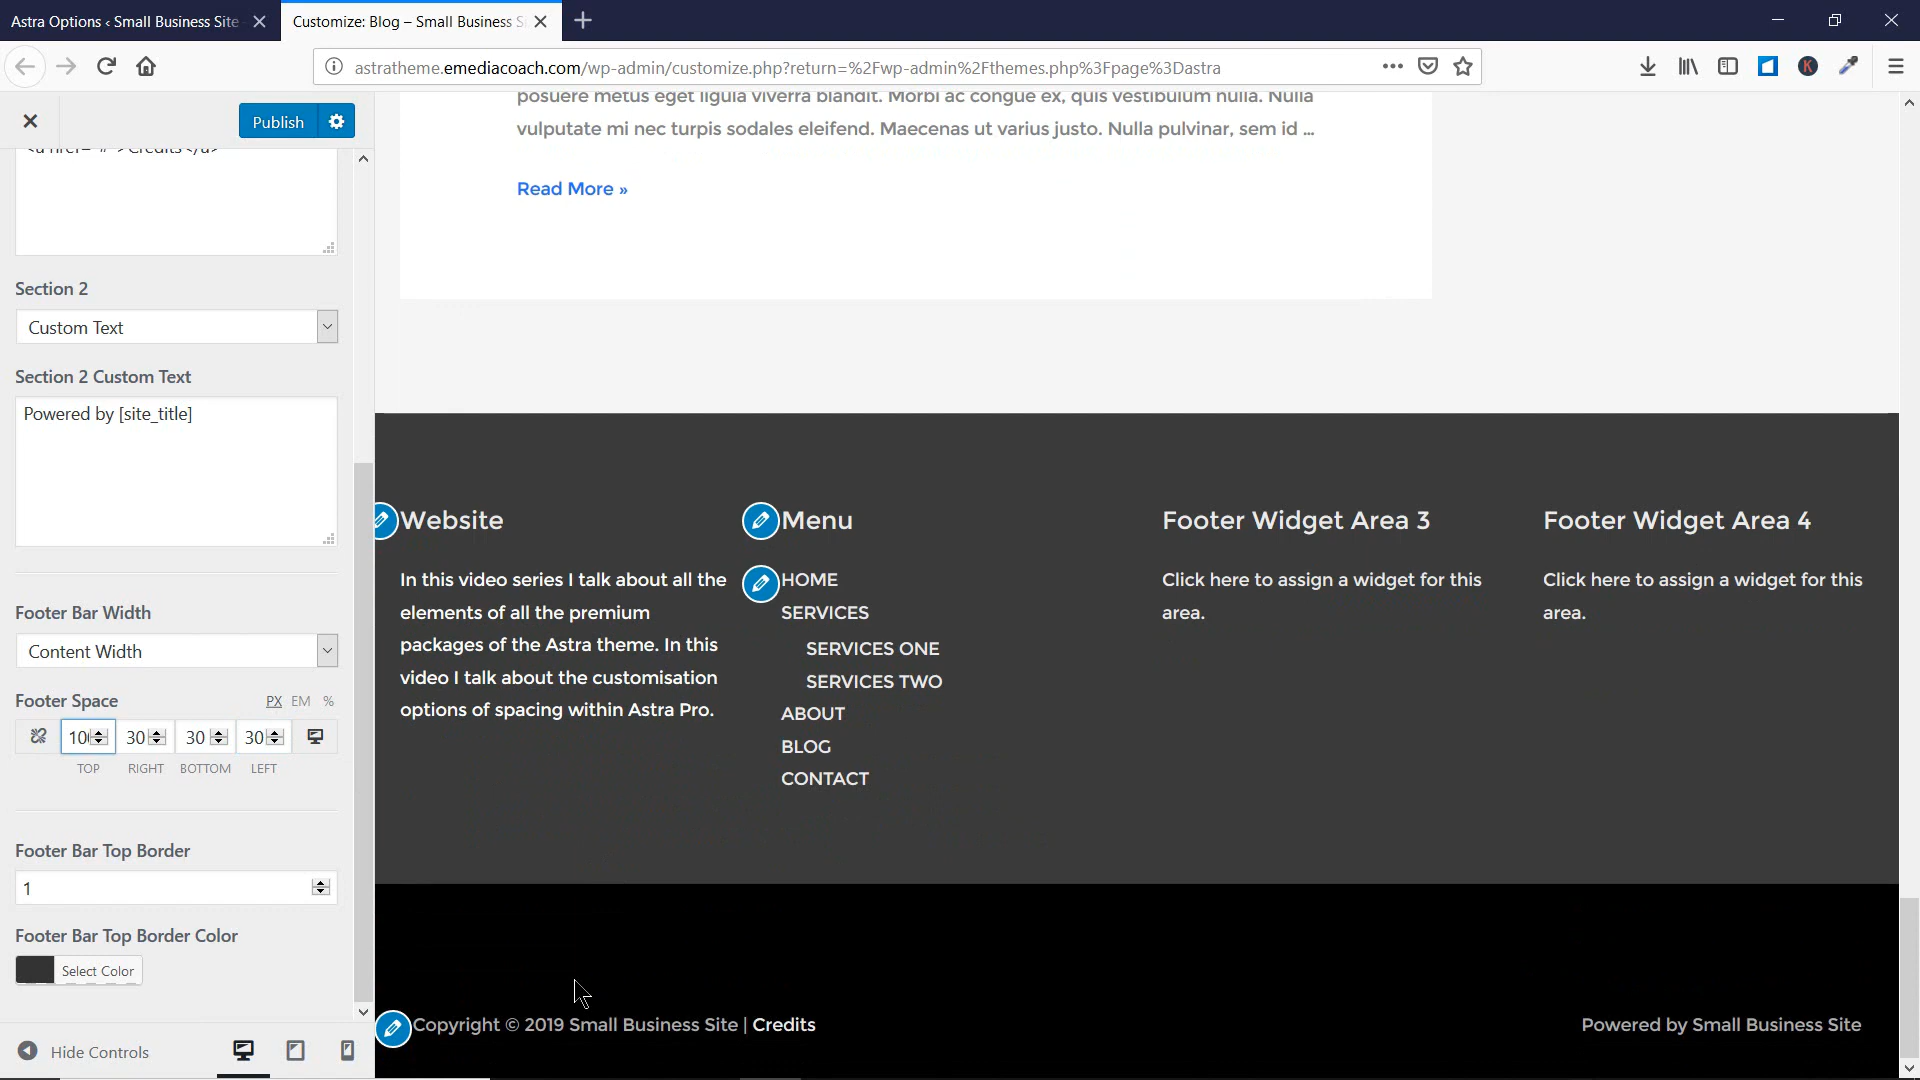 Astra Options ‹ Small Business Site
Customize: Blog – Small Business S
astratheme.emediacoach.com/wp-admin/customize.php?return=%2Fwp-admin%2Fthemes.php%3Fpage%3Dastra
Publish
<a href="#">Credits</a>
Section 2
Custom Text
Section 2 Custom Text
Powered by [site_title]
Footer Bar Width
Content Width
Footer Space
PX EM %
30 30 30
TOP RIGHT BOTTOM LEFT
Footer Bar Top Border
1
Footer Bar Top Border Color
Select Color
Hide Controls
posuere metus eget ligula viverra blandit. Morbi ac congue ex, quis vestibulum nulla. Nulla
vulputate mi nec turpis sodales eleifend. Maecenas ut varius justo. Nulla pulvinar, sem id ...
Read More »
Website
In this video series I talk about all the
elements of all the premium
packages of the Astra theme. In this
video I talk about the customisation
options of spacing within Astra Pro.
Menu
HOME
SERVICES
SERVICES ONE
SERVICES TWO
ABOUT
BLOG
CONTACT
Footer Widget Area 3
Click here to assign a widget for this
area.
Footer Widget Area 4
Click here to assign a widget for this
area.
Copyright © 2019 Small Business Site | Credits
Powered by Small Business Site